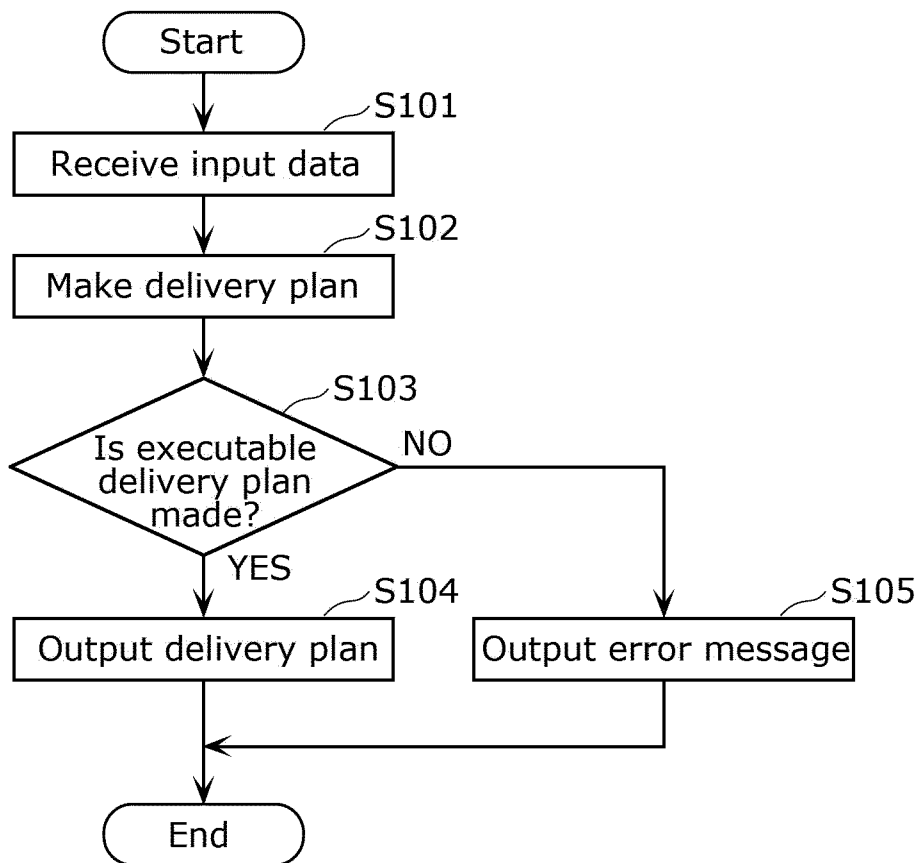 Start
S101
Receive input data
S102
Make delivery plan
S103
Is executable
delivery plan
made?
NO
YES
S104
Output delivery plan
S105
Output error message
End